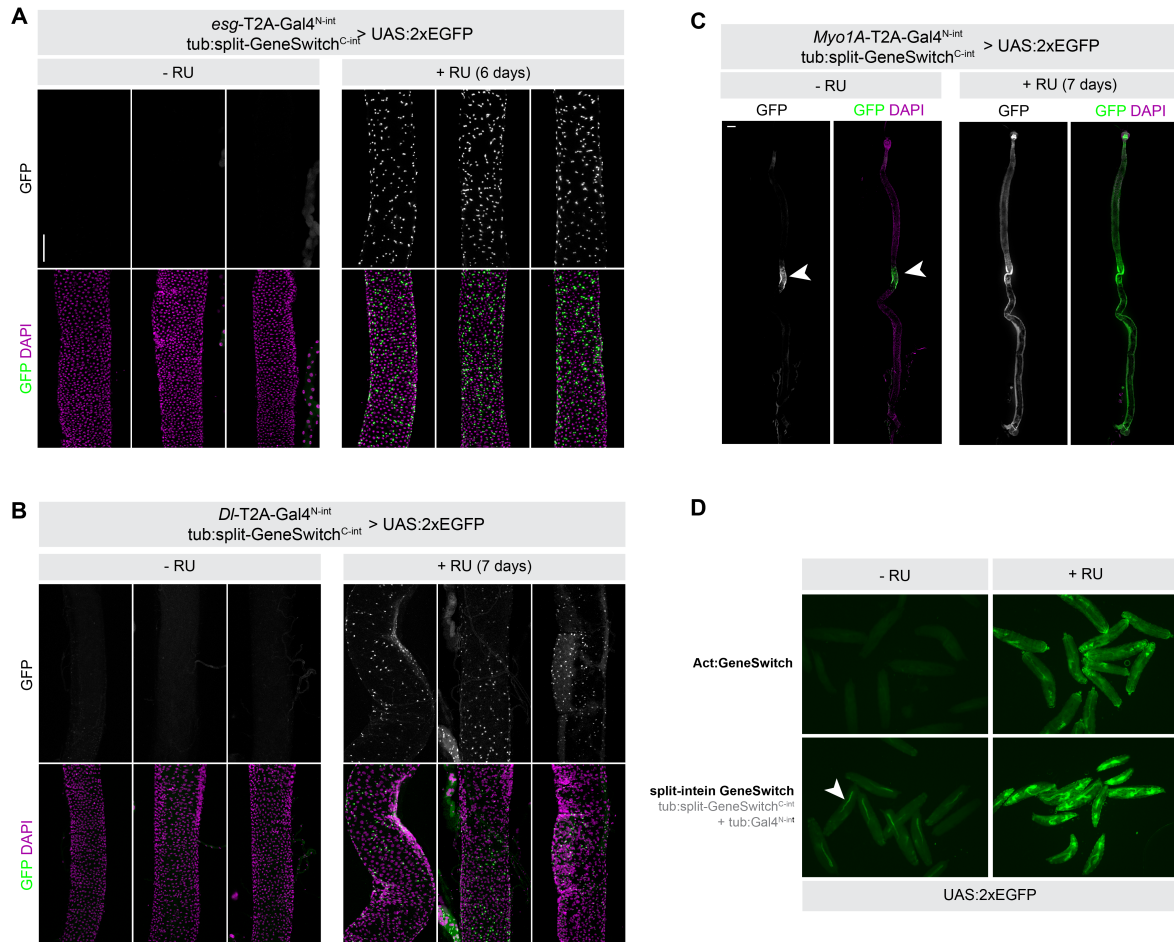 A
esg-T2A-Gal4N-int
tub:split-GeneSwitchC-int > UAS:2xEGFP
- RU
+ RU (6 days)
GFP
GFP DAPI
B
Dl-T2A-Gal4N-int
tub:split-GeneSwitchC-int > UAS:2xEGFP
- RU
+ RU (7 days)
GFP
GFP DAPI
C
Myo1A-T2A-Gal4N-int
tub:split-GeneSwitchC-int > UAS:2xEGFP
- RU
+ RU (7 days)
GFP
GFP DAPI
GFP
GFP DAPI
D
- RU
+ RU
Act:GeneSwitch
split-intein GeneSwitch
tub:split-GeneSwitchC-int
+ tub:Gal4N-int
UAS:2xEGFP